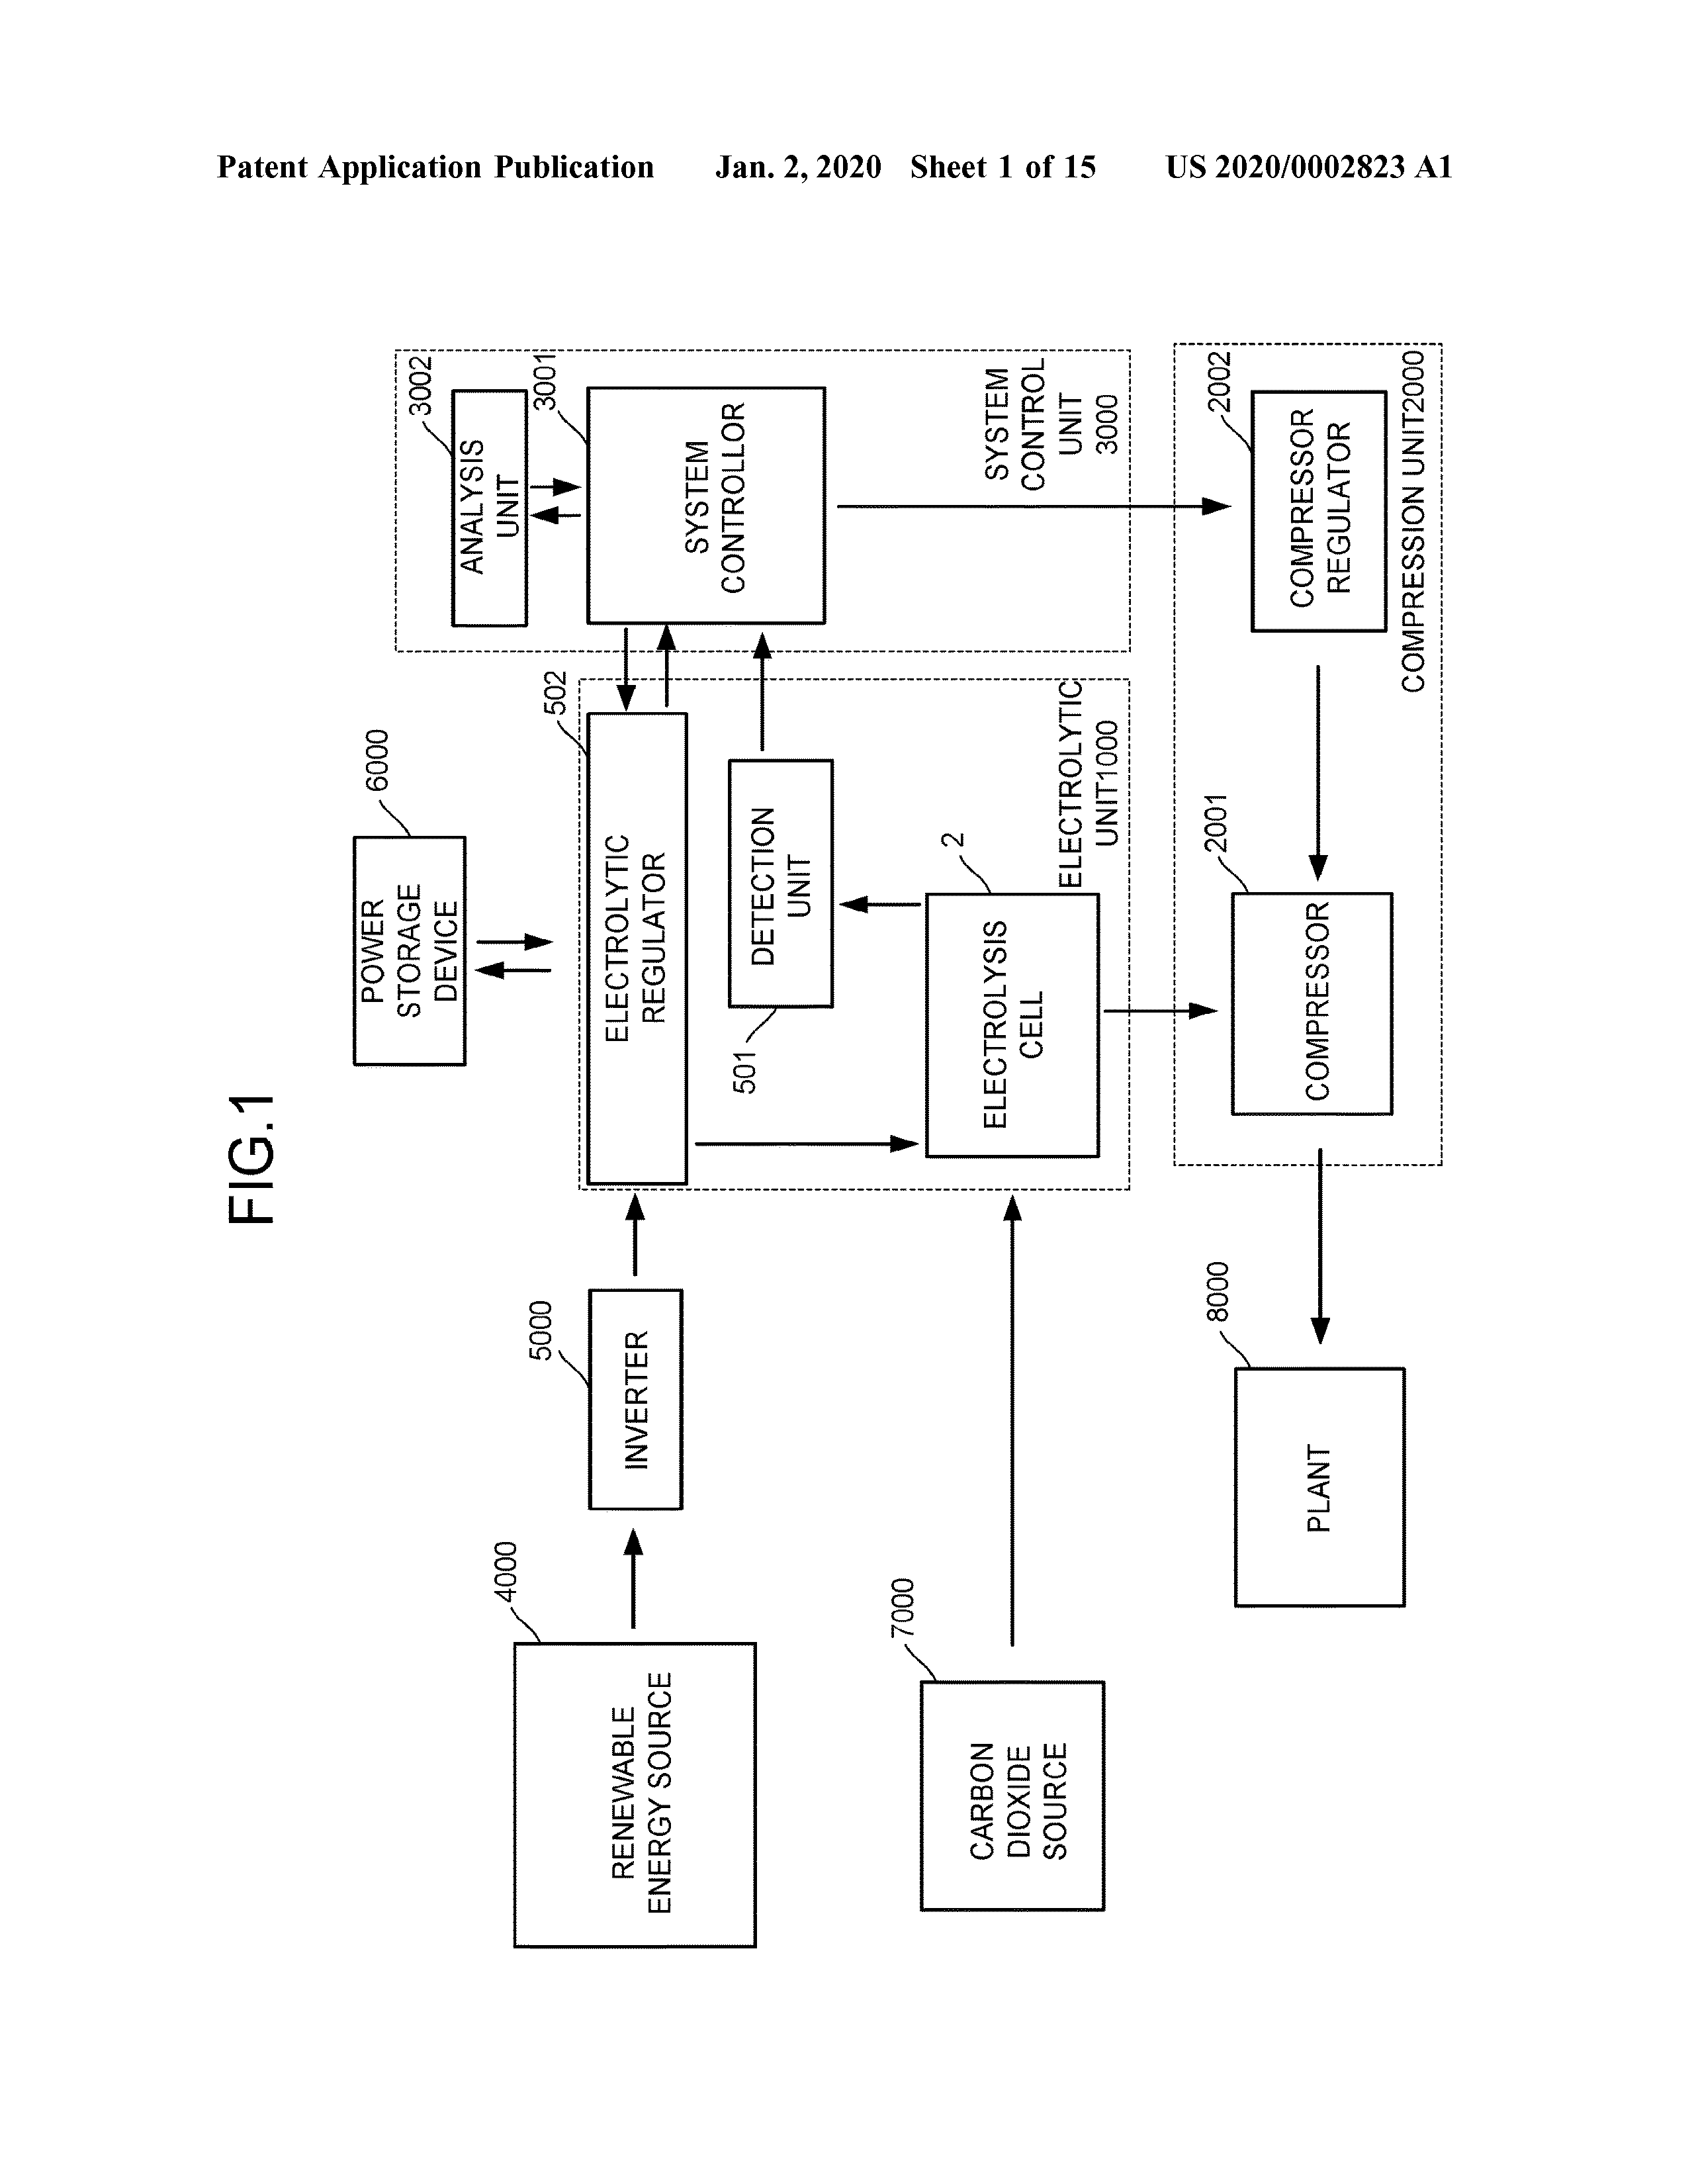 Patent Application Publication Jan. 2, 2020 Sheet 1 of 15 US 2020/0002823 A1
FIG.1
6000
POWER
STORAGE
DEVICE
3002
ANALYSIS
UNIT
4000
RENEWABLE
ENERGY SOURCE
5000
INVERTER
502
ELECTROLYTIC
REGULATOR
3001
SYSTEM
CONTROLLOR
501
DETECTION
UNIT
7000
CARBON
DIOXIDE
SOURCE
2
ELECTROLYSIS
CELL
ELECTROLYTIC
UNIT1000
SYSTEM
CONTROL
UNIT
3000
8000
PLANT
2001
COMPRESSOR
2002
COMPRESSOR
REGULATOR
COMPRESSION UNIT2000